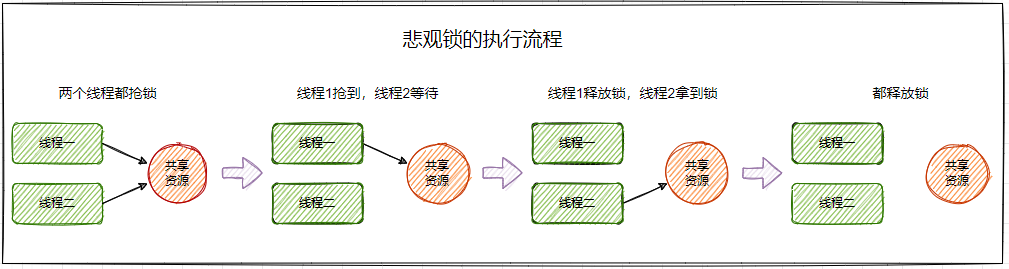 悲观锁的执行流程
两个线程都抢锁
线程1抢到，线程2等待
线程1释放锁，线程2拿到锁
都释放锁
线程一
线程二
共享
资源
线程一
线程二
共享
资源
线程一
线程二
共享
资源
线程一
线程二
共享
资源